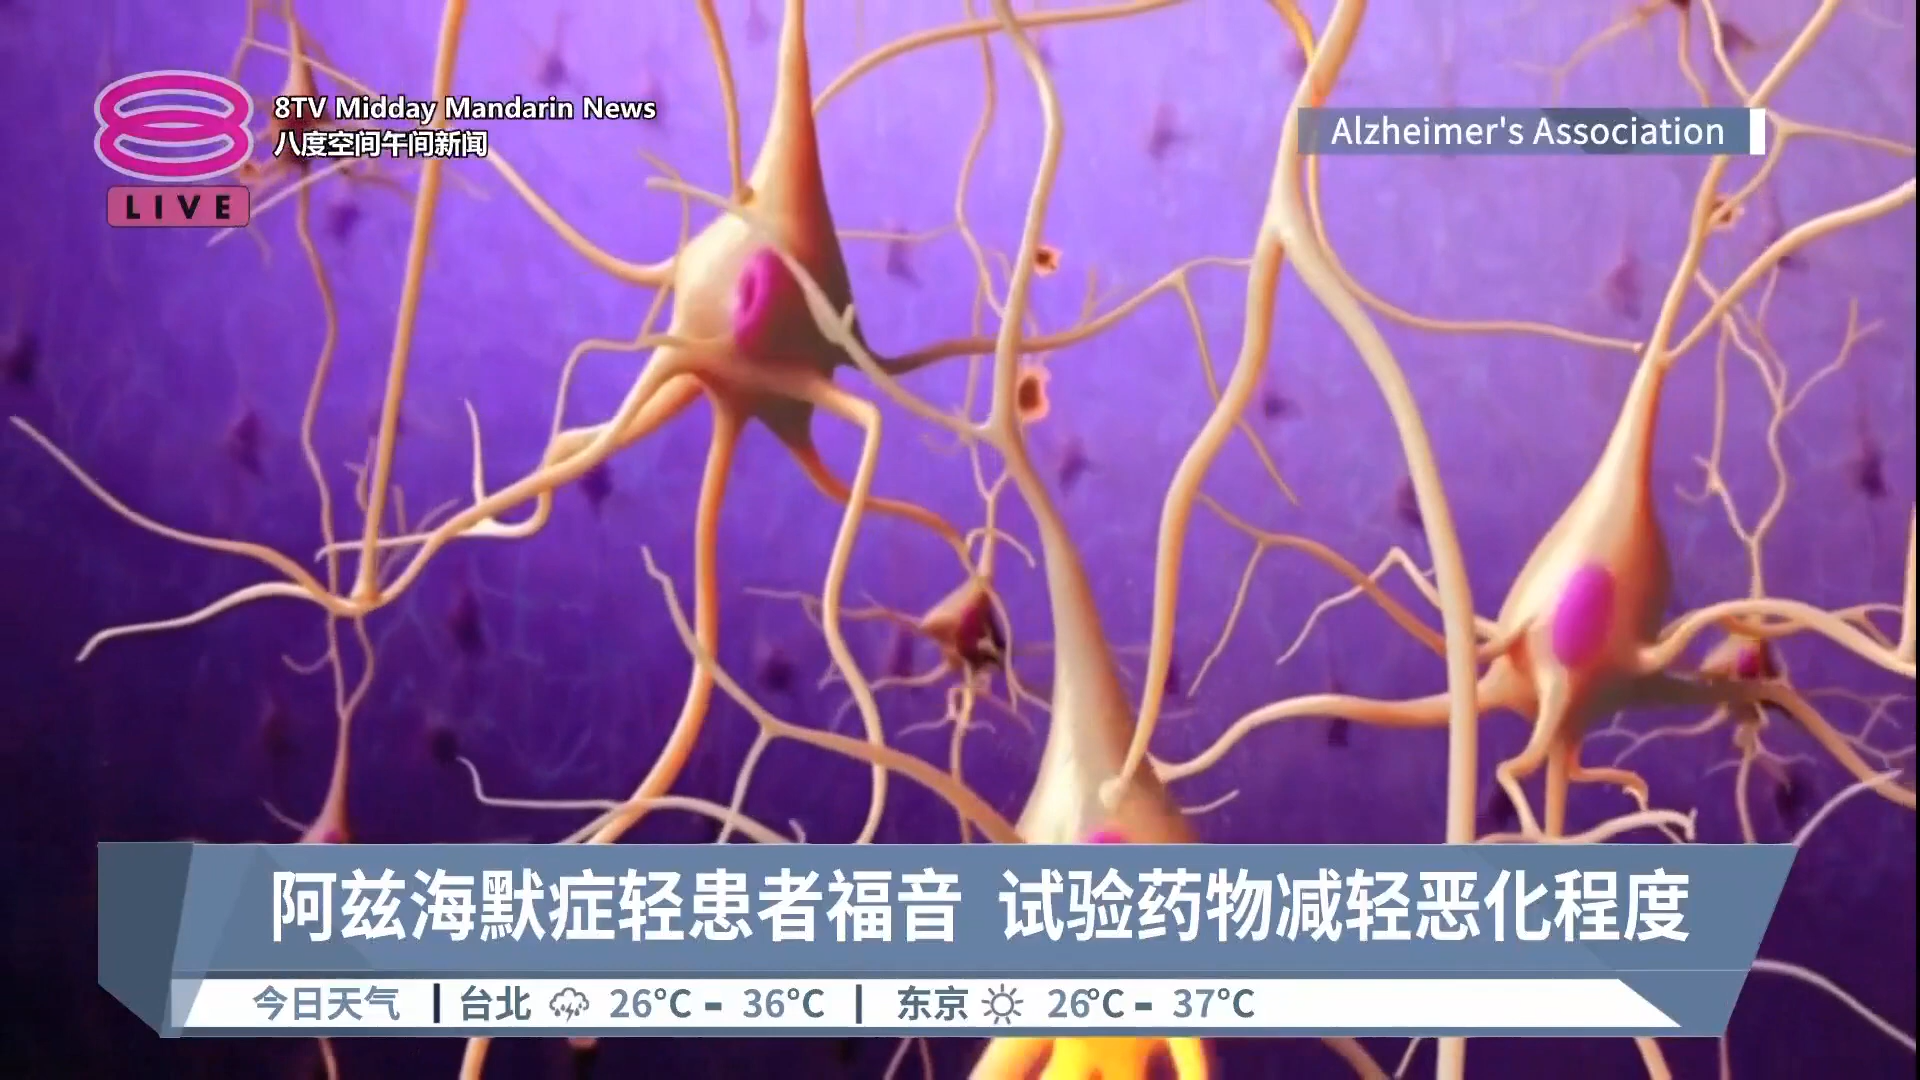 8TV Midday Mandarin News
八度空间午间新闻
LIVE
Alzheimer's Association
阿兹海默症轻患者福音 试验药物减轻恶化程度
今日天气 | 台北 26°C - 36°C | 东京 26°C - 37°C